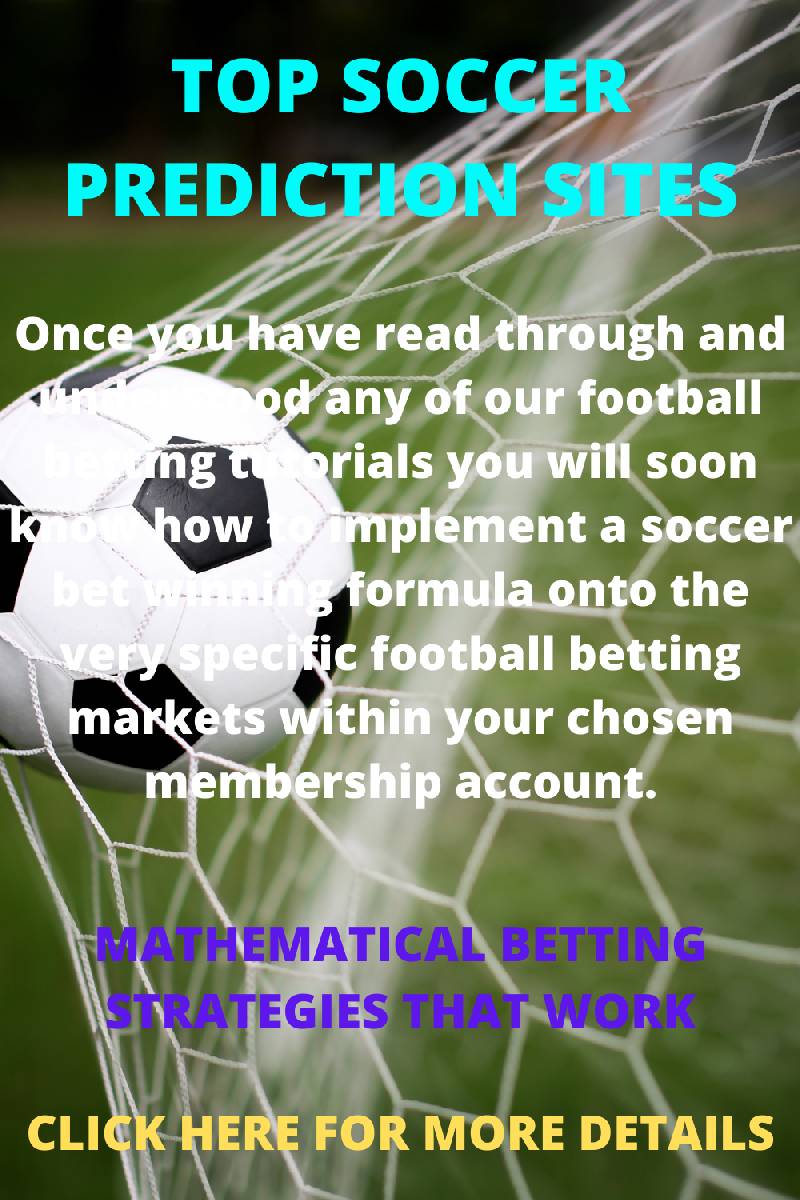 TOP SOCCER
PREDICTION SITES
Once you have read through and
understood any of our football
betting tutorials you will soon
know how to implement a soccer
bet winning formula onto the
very specific football betting
markets within your chosen
membership account.
MATHEMATICAL BETTING
STRATEGIES THAT WORK
CLICK HERE FOR MORE DETAILS